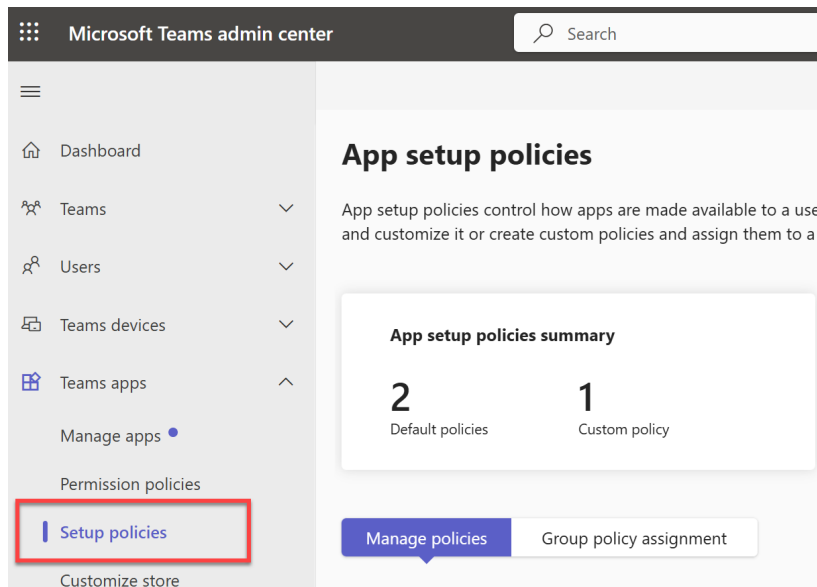 Microsoft Teams admin center
Search
Dashboard
Teams
Users
Teams devices
Teams apps
Manage apps
Permission policies
Setup policies
Customize store
App setup policies
App setup policies control how apps are made available to a use
and customize it or create custom policies and assign them to a
App setup policies summary
2
Default policies
1
Custom policy
Manage policies
Group policy assignment